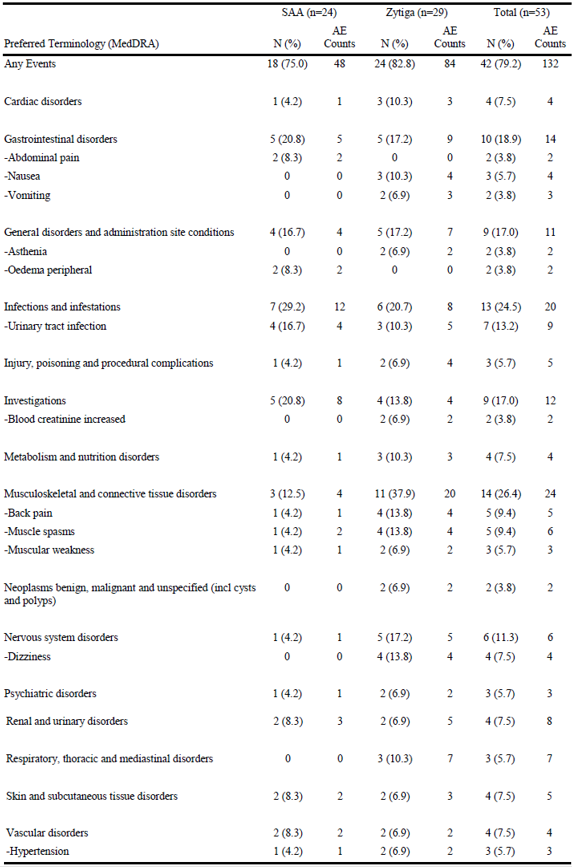 SAA (n=24) Zytiga (n=29) Total (n=53)
Preferred Terminology (MedDRA) N (%) AE Counts N (%) AE Counts N (%) AE Counts
Any Events 18 (75.0) 48 24 (82.8) 84 42 (79.2) 132
Cardiac disorders 1 (4.2) 1 3 (10.3) 3 4 (7.5) 4
Gastrointestinal disorders 5 (20.8) 5 5 (17.2) 9 10 (18.9) 14
-Abdominal pain 2 (8.3) 2 0 0 2 (3.8) 2
-Nausea 0 0 3 (10.3) 4 3 (5.7) 4
-Vomiting 0 0 2 (6.9) 3 2 (3.8) 3
General disorders and administration site conditions 4 (16.7) 4 5 (17.2) 7 9 (17.0) 11
-Asthenia 0 0 2 (6.9) 2 2 (3.8) 2
-Oedema peripheral 2 (8.3) 2 0 0 2 (3.8) 2
Infections and infestations 7 (29.2) 12 6 (20.7) 8 13 (24.5) 20
-Urinary tract infection 4 (16.7) 4 3 (10.3) 5 7 (13.2) 9
Injury, poisoning and procedural complications 1 (4.2) 1 2 (6.9) 4 3 (5.7) 5
Investigations 5 (20.8) 8 4 (13.8) 4 9 (17.0) 12
-Blood creatinine increased 0 0 2 (6.9) 2 2 (3.8) 2
Metabolism and nutrition disorders 1 (4.2) 1 3 (10.3) 3 4 (7.5) 4
Musculoskeletal and connective tissue disorders 3 (12.5) 4 11 (37.9) 20 14 (26.4) 24
-Back pain 1 (4.2) 1 4 (13.8) 4 5 (9.4) 5
-Muscle spasms 1 (4.2) 2 4 (13.8) 4 5 (9.4) 6
-Muscular weakness 1 (4.2) 1 2 (6.9) 2 3 (5.7) 3
Neoplasms benign, malignant and unspecified (incl cysts 0 0 2 (6.9) 2 2 (3.8) 2
and polyps)
Nervous system disorders 1 (4.2) 1 5 (17.2) 5 6 (11.3) 6
-Dizziness 0 0 4 (13.8) 4 4 (7.5) 4
Psychiatric disorders 1 (4.2) 1 2 (6.9) 2 3 (5.7) 3
Renal and urinary disorders 2 (8.3) 3 2 (6.9) 5 4 (7.5) 8
Respiratory, thoracic and mediastinal disorders 0 0 3 (10.3) 7 3 (5.7) 7
Skin and subcutaneous tissue disorders 2 (8.3) 2 2 (6.9) 3 4 (7.5) 5
Vascular disorders 2 (8.3) 2 2 (6.9) 2 4 (7.5) 4
-Hypertension 1 (4.2) 1 2 (6.9) 2 3 (5.7) 3